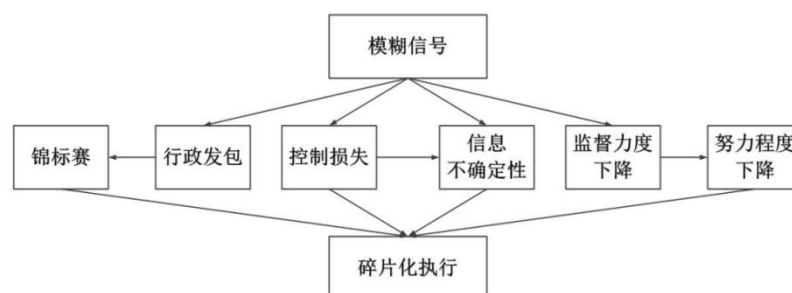 模糊信号
锦标赛
行政发包
控制损失
信息
不确定性
监督力度
下降
努力程度
下降
碎片化执行